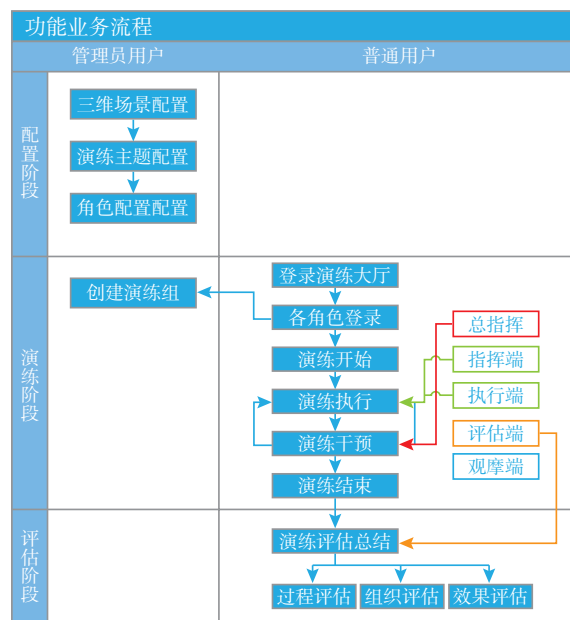 功能业务流程
管理员用户
普通用户
配置阶段
三维场景配置
演练主题配置
角色配置配置
演练阶段
创建演练组
登录演练大厅
各角色登录
演练开始
演练执行
演练干预
演练结束
总指挥
指挥端
执行端
评估端
观摩端
评估阶段
演练评估总结
过程评估
组织评估
效果评估